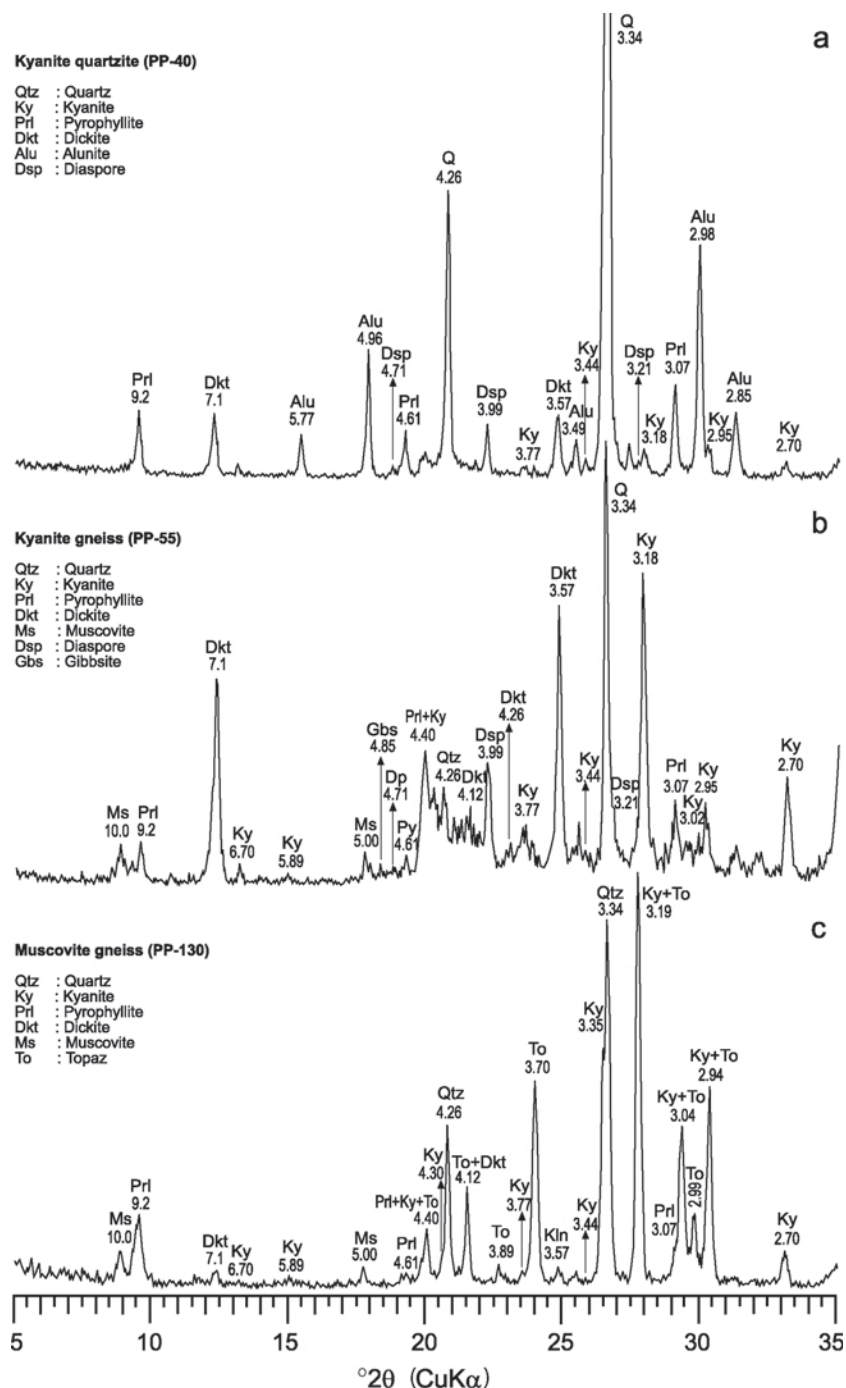 a
Kyanite quartzite (PP-40)
Qtz : Quartz
Ky : Kyanite
Prl : Pyrophyllite
Dkt : Dickite
Alu : Alunite
Dsp : Diaspore
Prl
9.2
Dkt
7.1
Alu
5.77
Alu
4.96
Dsp
4.71
Prl
4.61
Q
4.26
Dsp
3.99
Ky
3.77
Dkt
3.57
Alu
3.49
Ky
3.44
Q
3.34
Dsp
3.21
Ky
3.18
Prl
3.07
Alu
2.98
Ky
2.95
Alu
2.85
Ky
2.70
b
Kyanite gneiss (PP-55)
Qtz : Quartz
Ky : Kyanite
Prl : Pyrophyllite
Dkt : Dickite
Ms : Muscovite
Dsp : Diaspore
Gbs : Gibbsite
Ms
10.0
Prl
9.2
Dkt
7.1
Ky
6.70
Ky
5.89
Ms
5.00
Gbs
4.85
Dp
4.71
Py
4.61
Prl+Ky
4.40
Qtz
4.26
Dkt
4.12
Dsp
3.99
Dkt
4.26
Ky
3.77
Dkt
3.57
Ky
3.44
Q
3.34
Dsp
3.21
Ky
3.18
Prl
3.07
Ky
3.02
Ky
2.95
Ky
2.70
c
Muscovite gneiss (PP-130)
Qtz : Quartz
Ky : Kyanite
Prl : Pyrophyllite
Dkt : Dickite
Ms : Muscovite
To : Topaz
Ms
10.0
Prl
9.2
Dkt
7.1
Ky
6.70
Ky
5.89
Ms
5.00
Prl
4.61
Prl+Ky+To
4.40
Ky
4.30
Qtz
4.26
To+Dkt
4.12
To
3.89
Ky
3.77
To
3.70
Kln
3.57
Ky
3.44
Ky
3.35
Qtz
3.34
Ky+To
3.19
Prl
3.07
Ky+To
3.04
To
2.99
Ky+To
2.94
Ky
2.70
5 10 15 20 25 30 35
°2θ (CuKα)